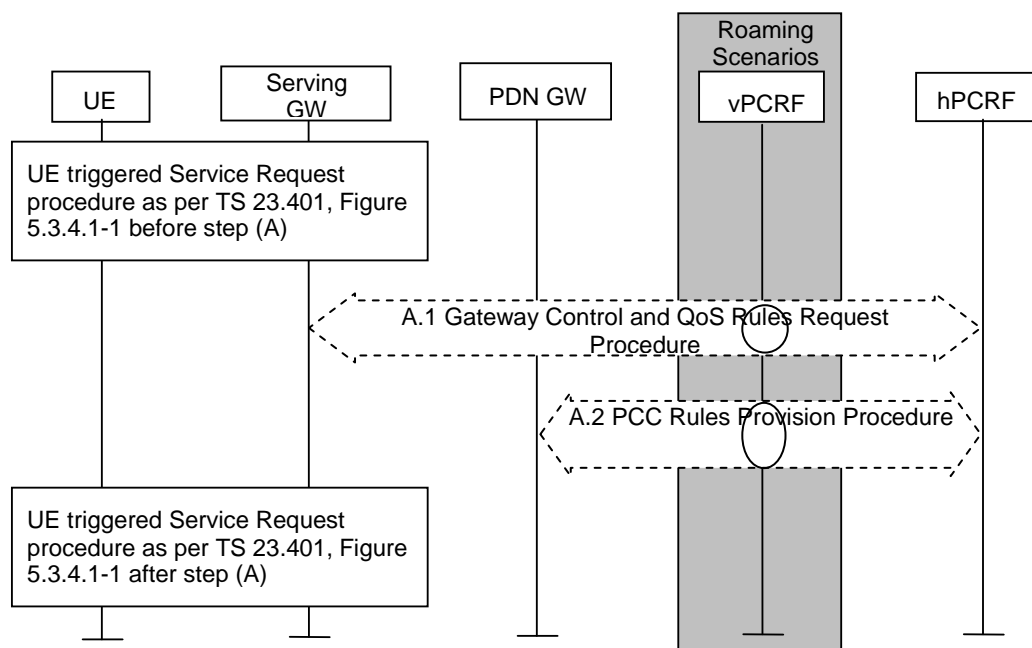 Roaming
Scenarios
UE
Serving
GW
PDN GW
vPCRF
hPCRF
UE triggered Service Request
procedure as per TS 23.401, Figure
5.3.4.1-1 before step (A)
A.1 Gateway Control and QoS Rules Request
Procedure
A.2 PCC Rules Provision Procedure
UE triggered Service Request
procedure as per TS 23.401, Figure
5.3.4.1-1 after step (A)